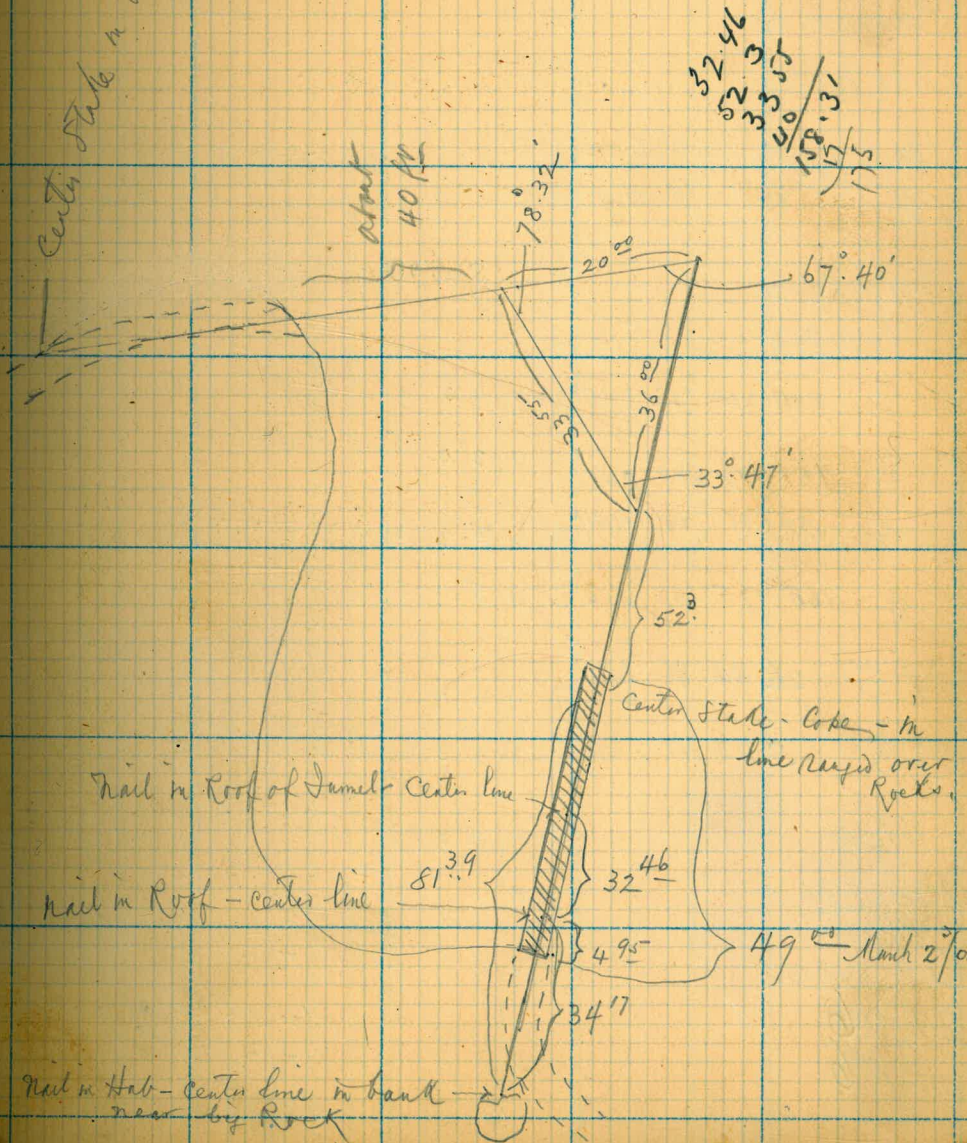 Center Stake in
32.46
52.3
33 55
40
158.31
17
175
about
40 ft
78°.32'
20 00
67°.40'
36 00
33 55
33°.47'
52.3
Center Stake - Coke - in
line ranged over
Rocks.
Nail in Roof of Tunnel - Center line
81.39
32 46
Nail in Roof - center line
4 95
49 00 March 2
34 17
Nail in Hub - center line in bank
near big Rock